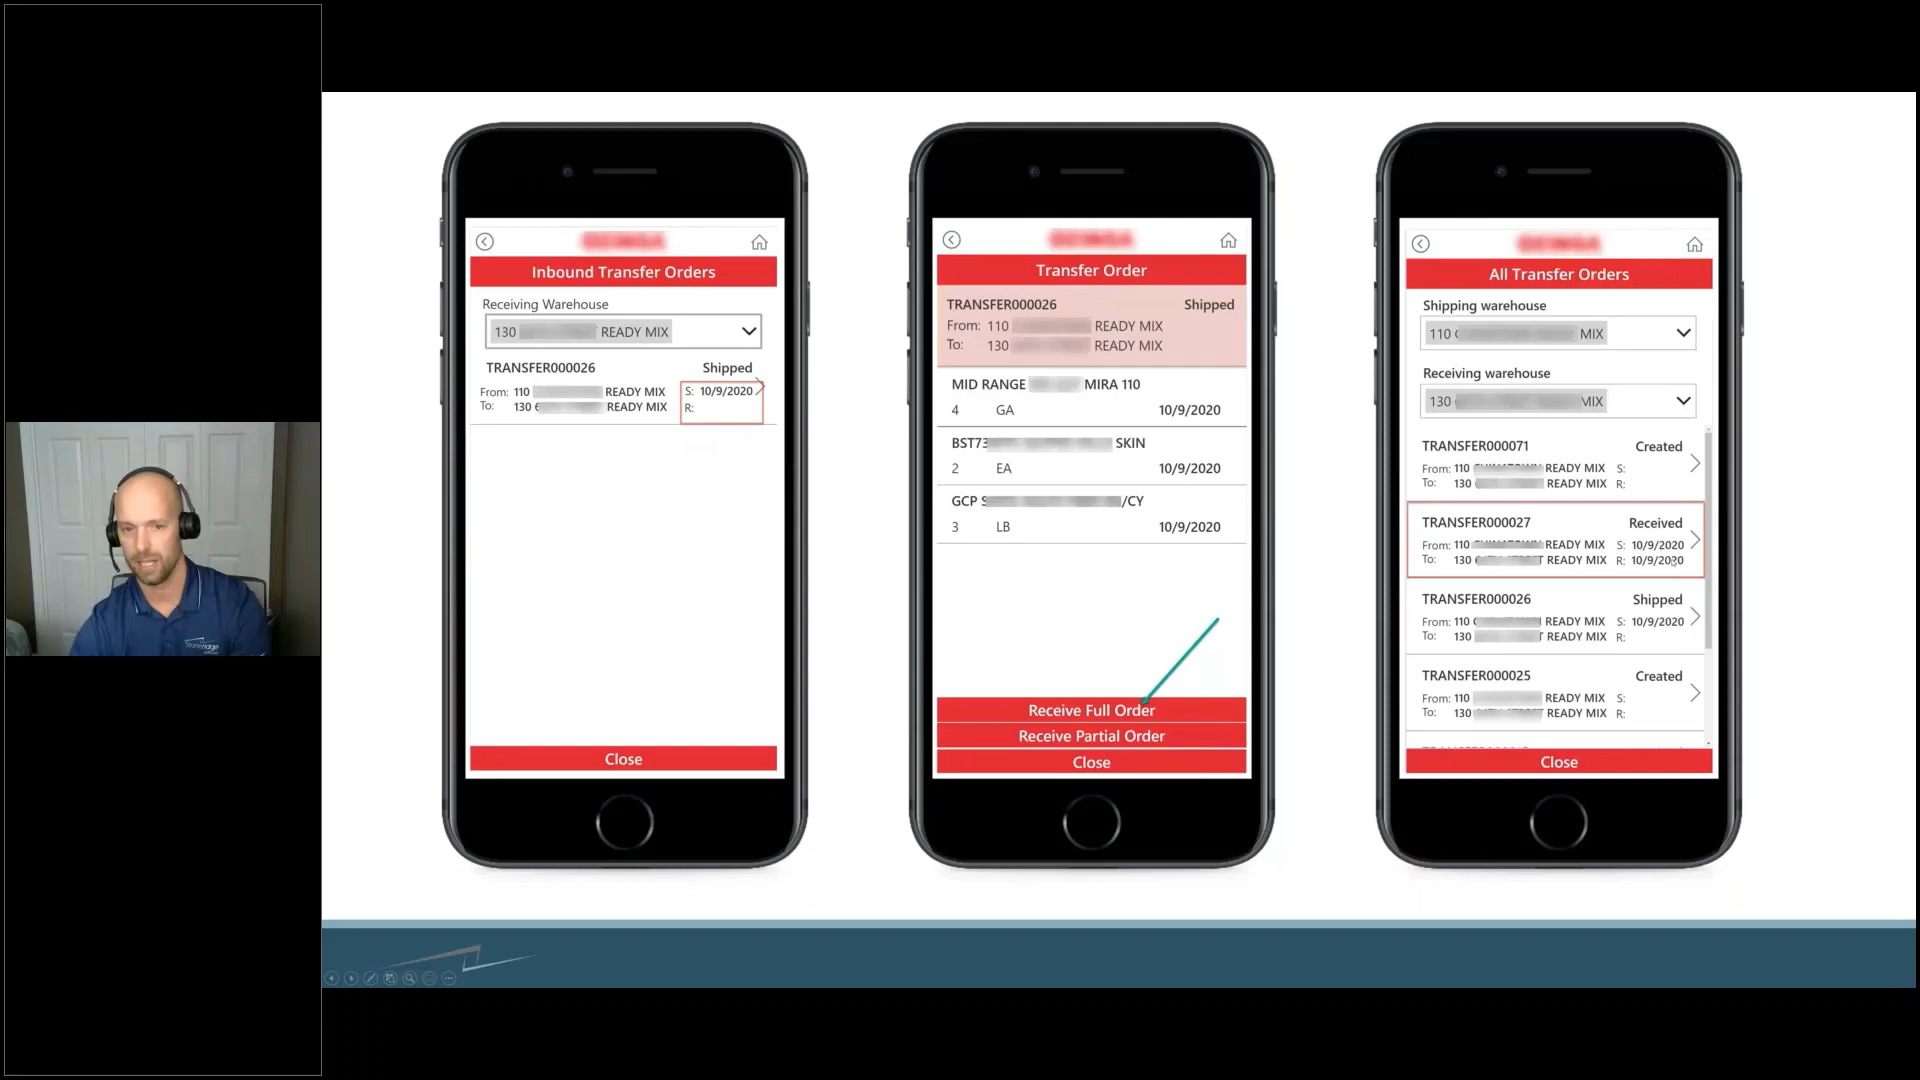 Inbound Transfer Orders
Receiving Warehouse
130 READY MIX
TRANSFER000026 Shipped
From: 110 READY MIX S: 10/9/2020
To: 130 READY MIX R:
Close
Transfer Order
TRANSFER000026 Shipped
From: 110 READY MIX
To: 130 READY MIX
MID RANGE MIRA 110
4 GA 10/9/2020
BST73 SKIN
2 EA 10/9/2020
GCP S /CY
3 LB 10/9/2020
Receive Full Order
Receive Partial Order
Close
All Transfer Orders
Shipping warehouse
110 MIX
Receiving warehouse
130 MIX
TRANSFER000071 Created
From: 110 READY MIX S:
To: 130 READY MIX R:
TRANSFER000027 Received
From: 110 READY MIX S: 10/9/2020
To: 130 READY MIX R: 10/9/2020
TRANSFER000026 Shipped
From: 110 READY MIX S: 10/9/2020
To: 130 READY MIX R:
TRANSFER000025 Created
From: 110 READY MIX S:
To: 130 READY MIX R:
Close
Stoneridge